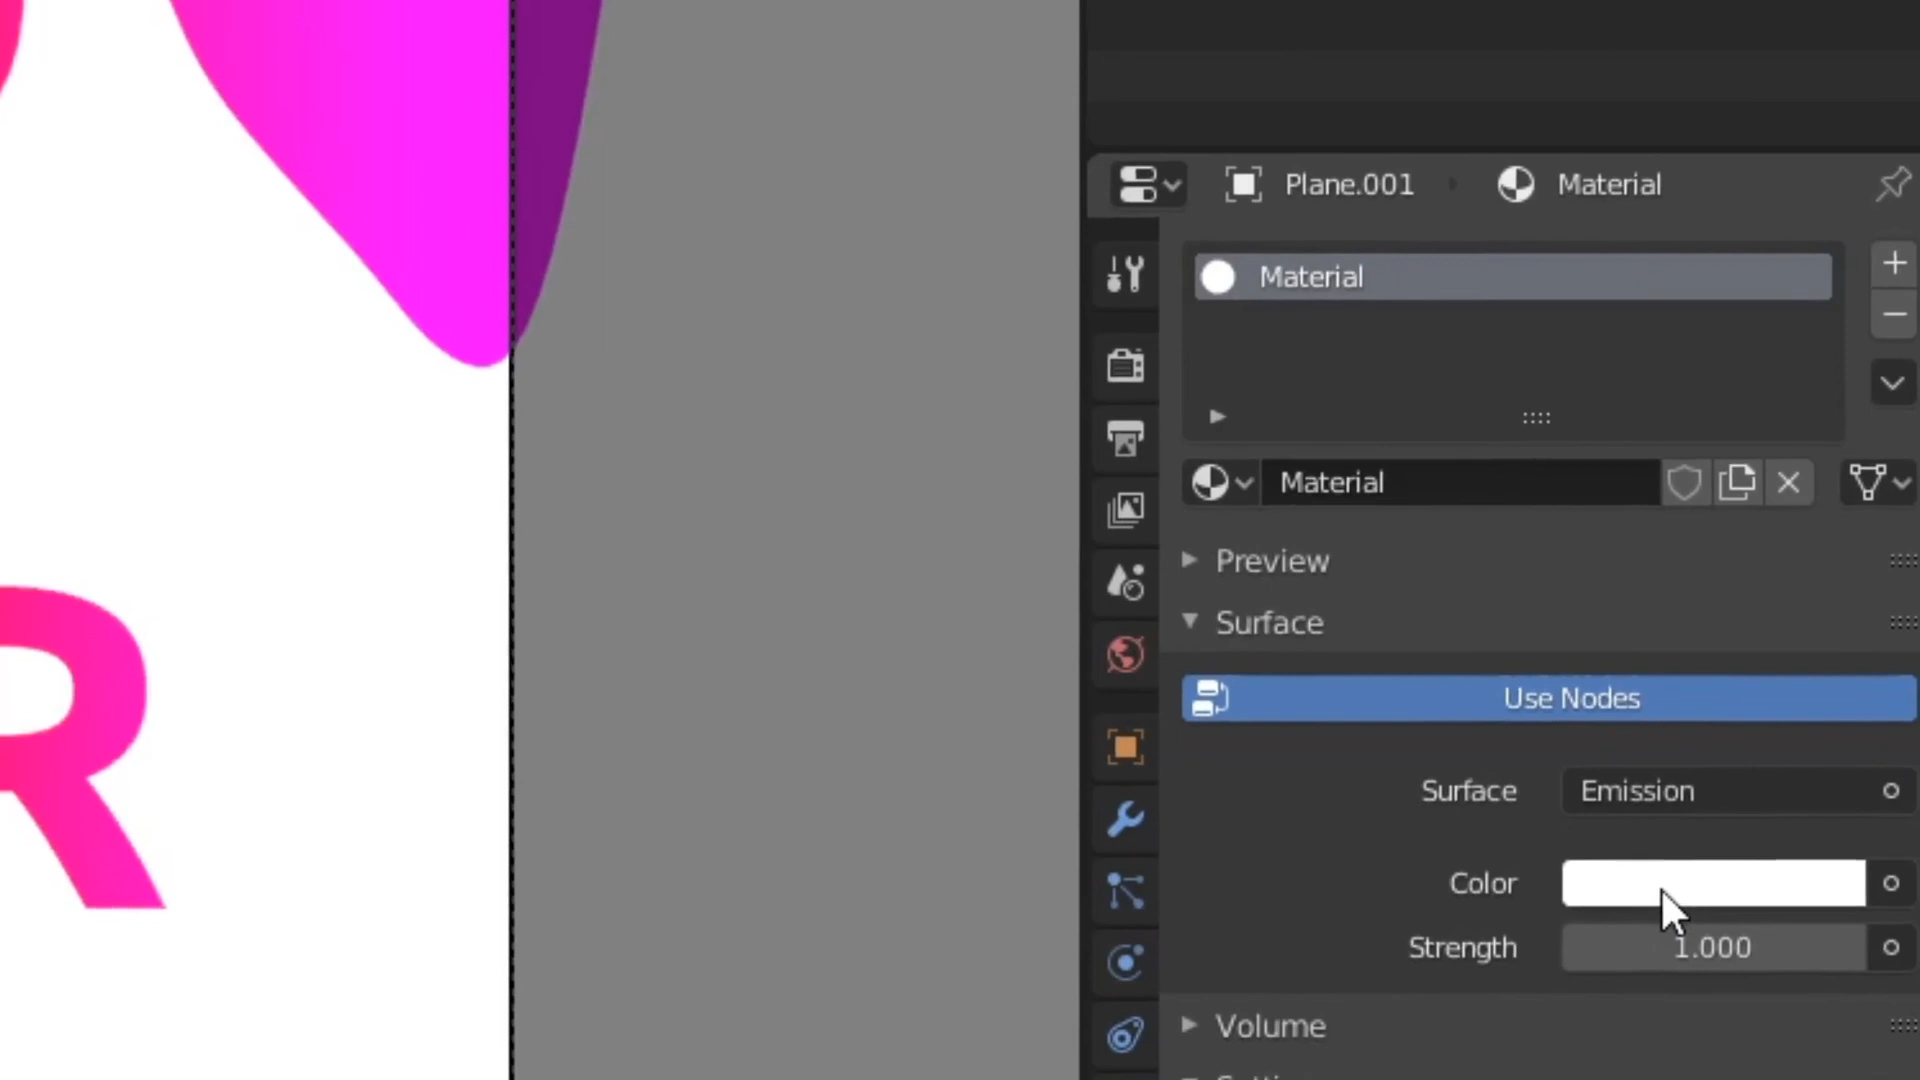 Plane.001 Material
Material
Material
Preview
Surface
Use Nodes
Surface Emission
Color
Strength 1.000
Volume
R